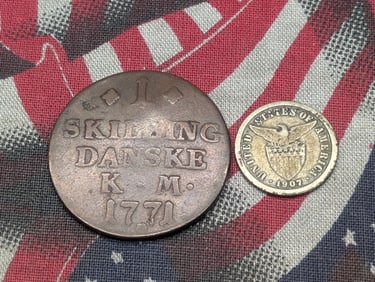 1
SKILLING
DANSKE
K · M ·
1771
UNITED STATES OF AMERICA
· 1907 ·